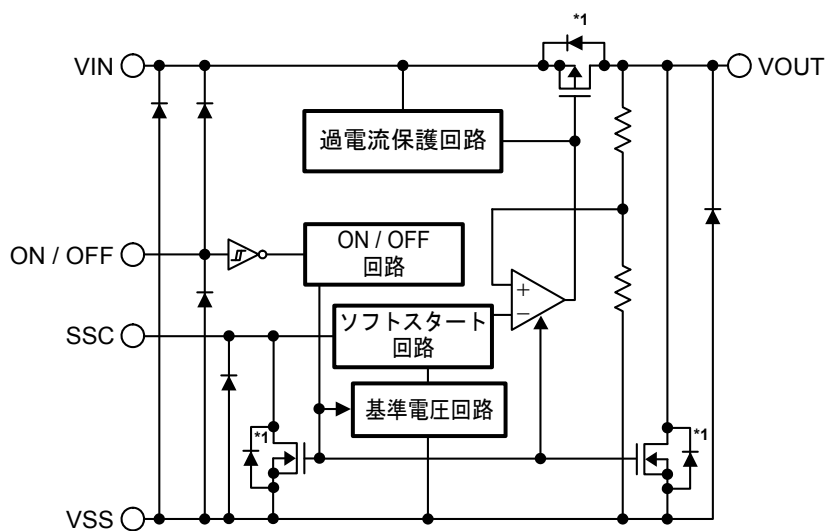 *1
VIN
VOUT
過電流保護回路
ON / OFF
ON / OFF
回路
+
−
SSC
ソフトスタート
回路
基準電圧回路
*1
*1
VSS